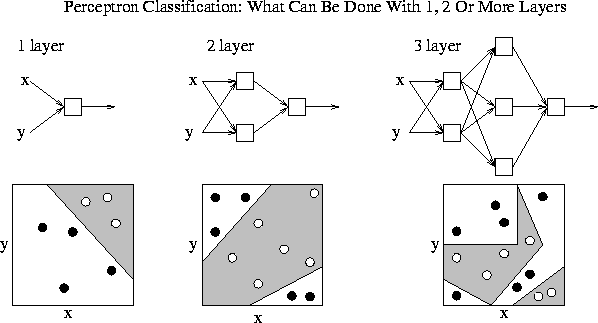 Perceptron Classification: What Can Be Done With 1, 2 Or More Layers
1 layer
2 layer
3 layer
x
x
x
y
y
y
y
y
y
x
x
x